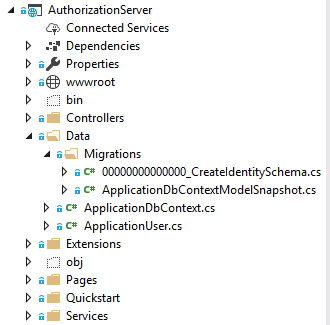 AuthorizationServer
Connected Services
Dependencies
Properties
wwwroot
bin
Controllers
Data
Migrations
00000000000000_CreateIdentitySchema.cs
ApplicationDbContextModelSnapshot.cs
ApplicationDbContext.cs
ApplicationUser.cs
Extensions
obj
Pages
Quickstart
Services